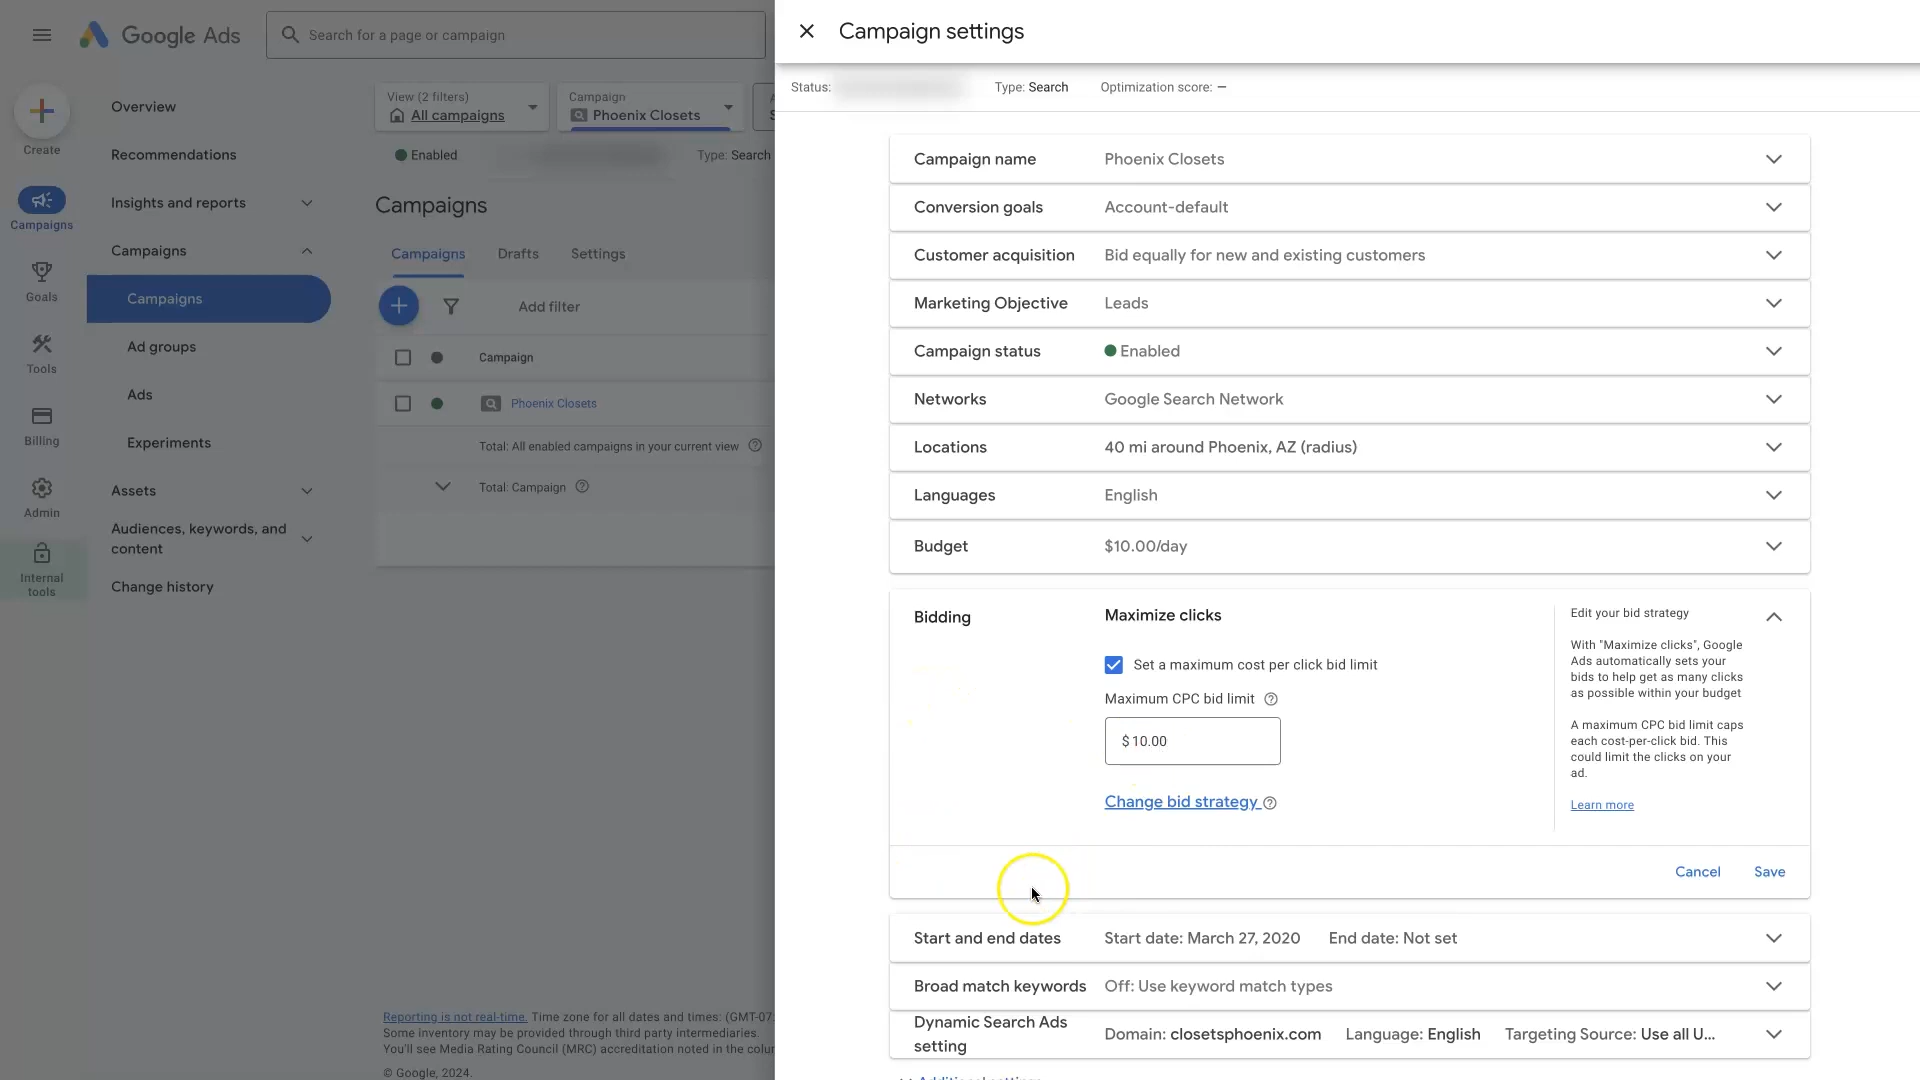 Google Ads
Search for a page or campaign
Create
Campaigns
Goals
Tools
Billing
Admin
Internal
tools
Overview
Recommendations
Insights and reports
Campaigns
Campaigns
Ad groups
Ads
Experiments
Assets
Audiences, keywords, and
content
Change history
View (2 filters)
All campaigns
Campaign
Phoenix Closets
Enabled
Type: Search
Campaigns
Campaigns Drafts Settings
Add filter
Campaign
Phoenix Closets
Total: All enabled campaigns in your current view
Total: Campaign
Reporting is not real-time. Time zone for all dates and times: (GMT-07:
Some inventory may be provided through third party intermediaries.
You'll see Media Rating Council (MRC) accreditation noted in the
© Google, 2024.
Campaign settings
Status:
Type: Search
Optimization score: –
Campaign name Phoenix Closets
Conversion goals Account-default
Customer acquisition Bid equally for new and existing customers
Marketing Objective Leads
Campaign status Enabled
Networks Google Search Network
Locations 40 mi around Phoenix, AZ (radius)
Languages English
Budget $10.00/day
Bidding
Maximize clicks
Set a maximum cost per click bid limit
Maximum CPC bid limit
$ 10.00
Change bid strategy
Edit your bid strategy
With "Maximize clicks", Google
Ads automatically sets your
bids to help get as many clicks
as possible within your budget
A maximum CPC bid limit caps
each cost-per-click bid. This
could limit the clicks on your
ad.
Learn more
Cancel Save
Start and end dates Start date: March 27, 2020 End date: Not set
Broad match keywords Off: Use keyword match types
Dynamic Search Ads
setting
Domain: closetsphoenix.com Language: English Targeting Source: Use all U...
Additional settings